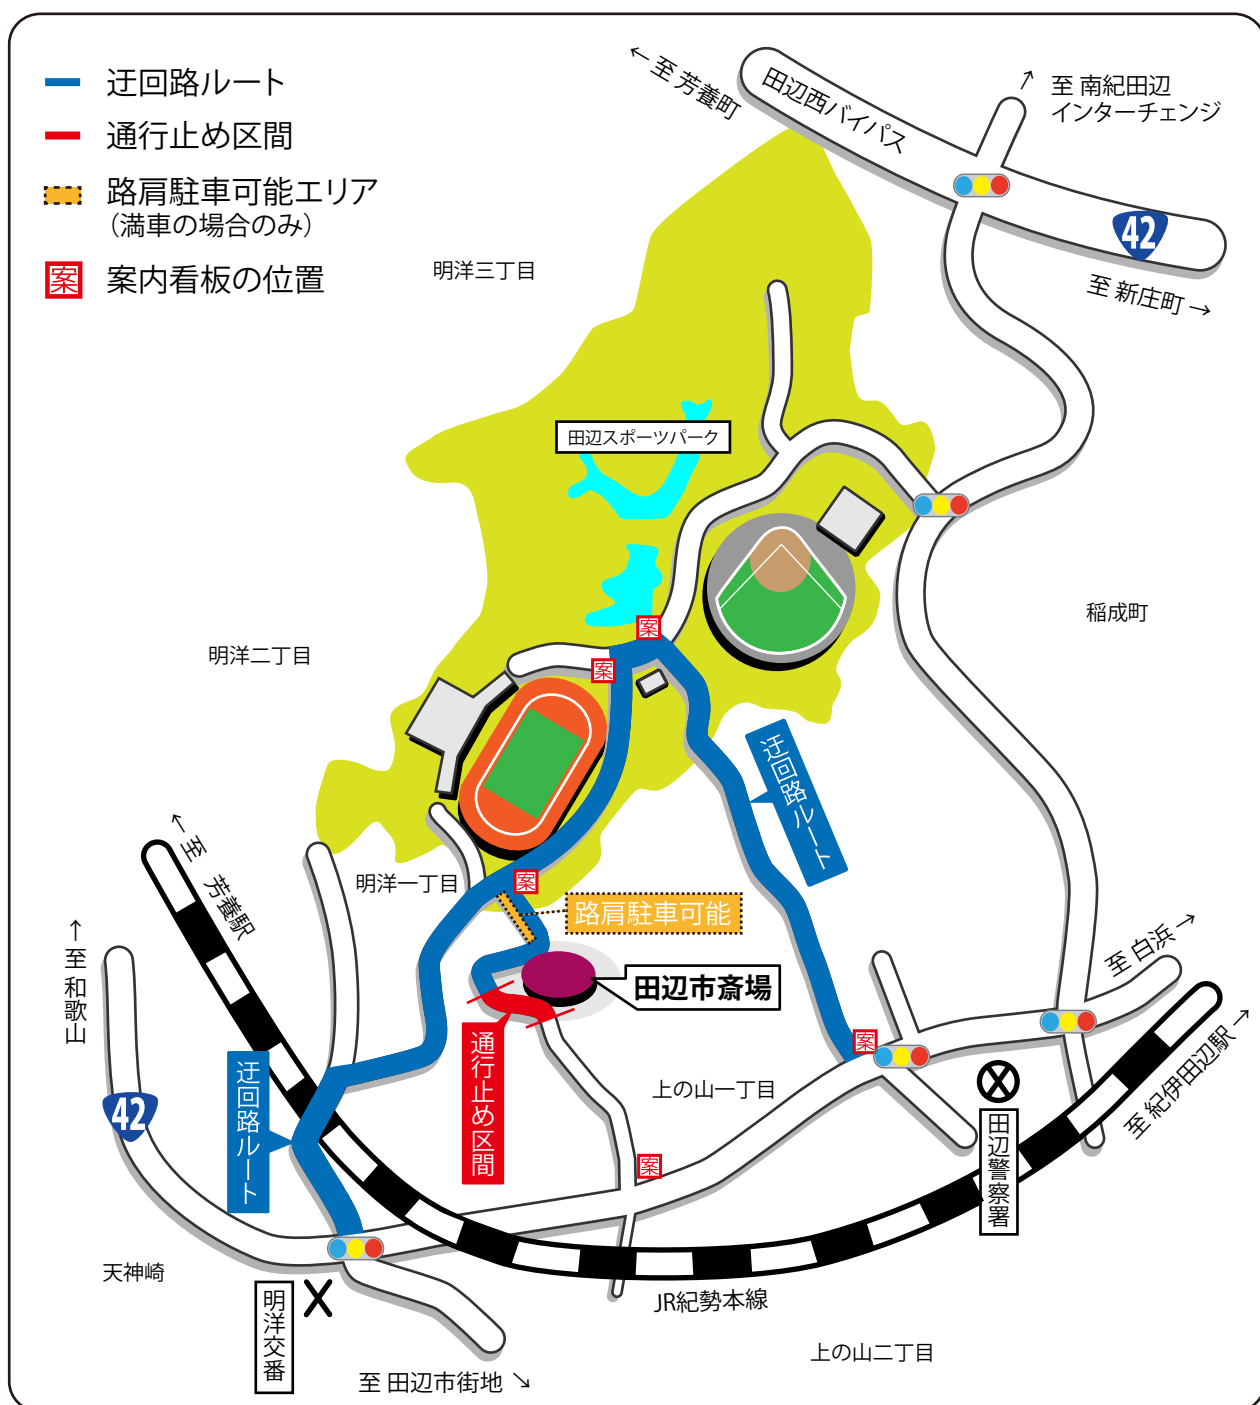 迂回路ルート
通行止め区間
路肩駐車可能エリア
(満車の場合のみ)
案
案内看板の位置
← 至 芳養町
田辺西バイパス
↑ 至 南紀田辺
インターチェンジ
42
至 新庄町 →
明洋三丁目
田辺スポーツパーク
稲成町
明洋二丁目
案
案
迂回路ルート
← 至 芳養駅
明洋一丁目
案
路肩駐車可能
田辺市斎場
← 至 和歌山
至 白浜 →
通行止め区間
案
迂回路ルート
上の山一丁目
42
至 紀伊田辺駅 →
田辺警察署
案
天神崎
明洋交番
JR紀勢本線
上の山二丁目
至 田辺市街地 ↘